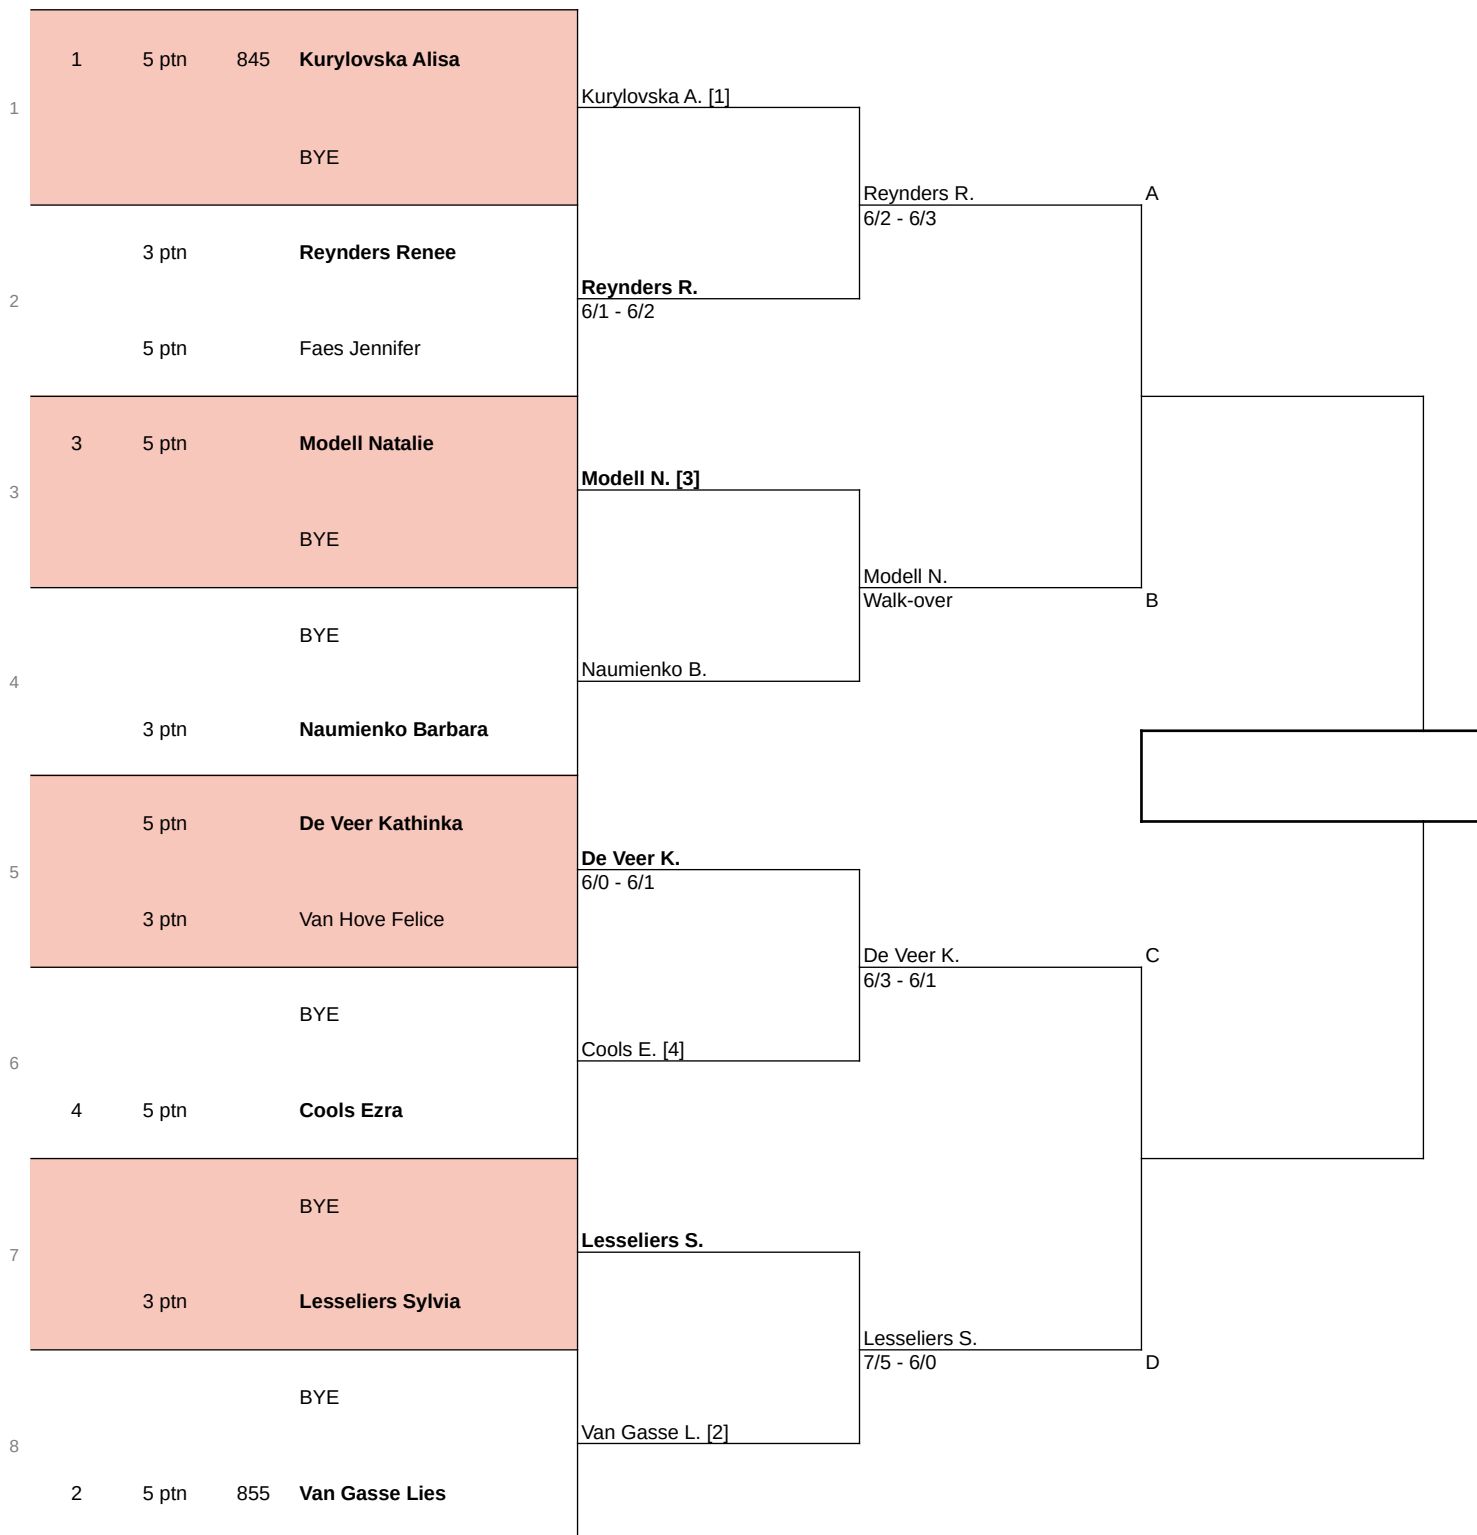 1 5 ptn 845 Kurylovska Alisa
Kurylovska A. [1]
1
BYE
Reynders R. A
6/2 - 6/3
3 ptn Reynders Renee
Reynders R.
2
6/1 - 6/2
5 ptn Faes Jennifer
3 5 ptn Modell Natalie
Modell N. [3]
3
BYE
Modell N.
Walk-over B
BYE
Naumienko B.
4
3 ptn Naumienko Barbara
5 ptn De Veer Kathinka
De Veer K.
5
6/0 - 6/1
3 ptn Van Hove Felice
De Veer K. C
6/3 - 6/1
BYE
Cools E. [4]
6
4 5 ptn Cools Ezra
BYE
Lesseliers S.
7
3 ptn Lesseliers Sylvia
Lesseliers S.
7/5 - 6/0 D
BYE
Van Gasse L. [2]
8
2 5 ptn 855 Van Gasse Lies